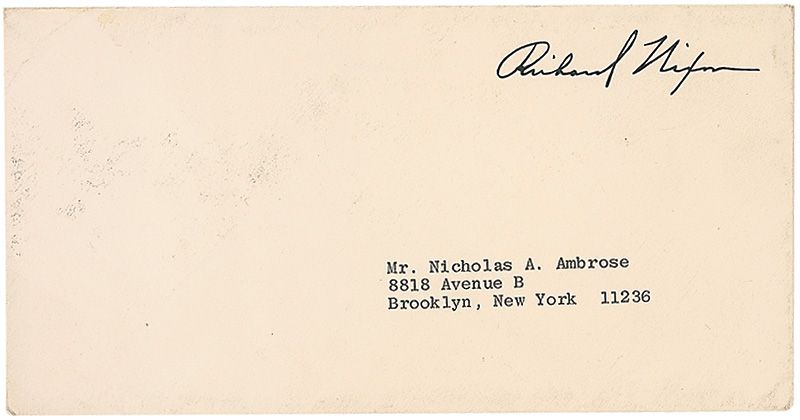 Richard Nixon
Mr. Nicholas A. Ambrose
8818 Avenue B
Brooklyn, New York 11236